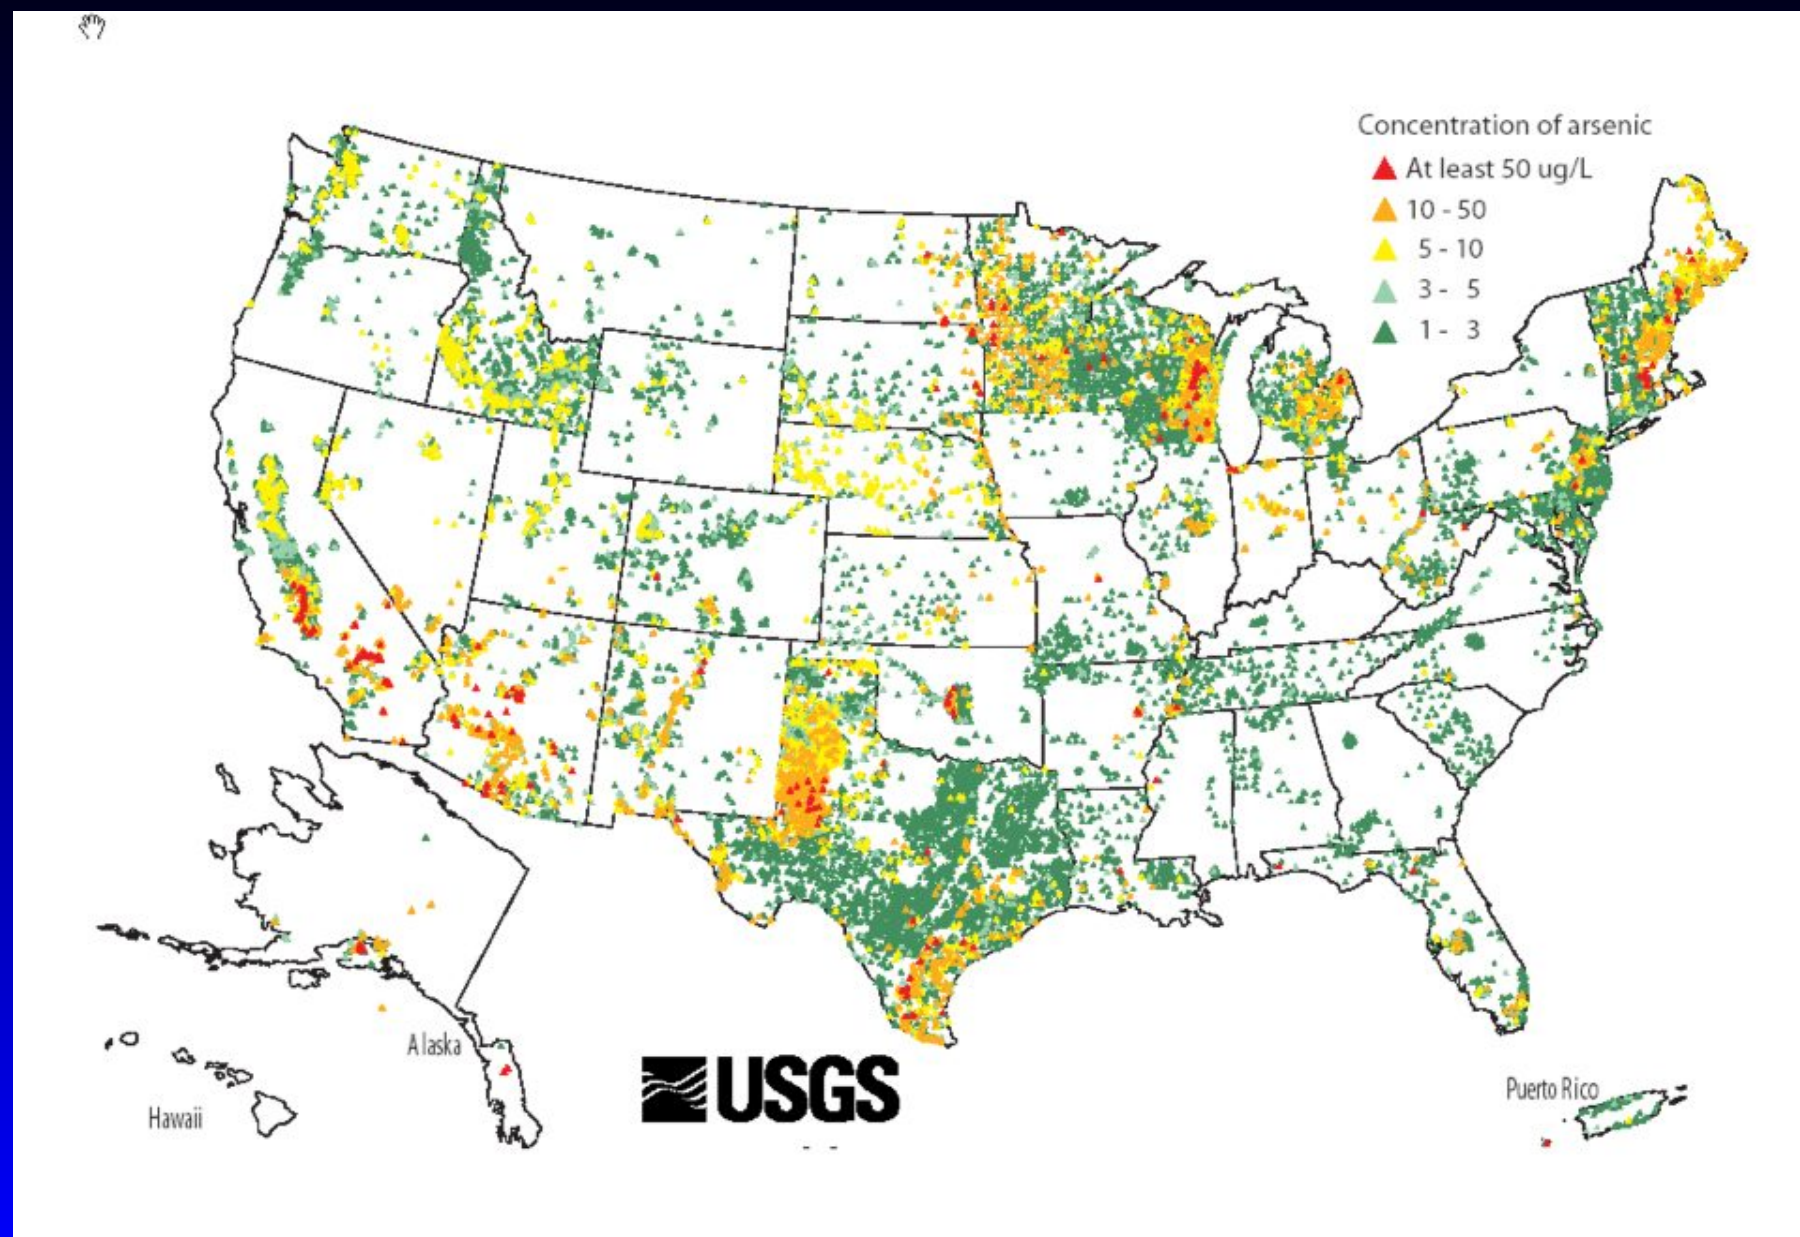 Concentration of arsenic
At least 50 ug/L
10 - 50
5 - 10
3 - 5
1 - 3
Alaska
Hawaii
USGS
Puerto Rico